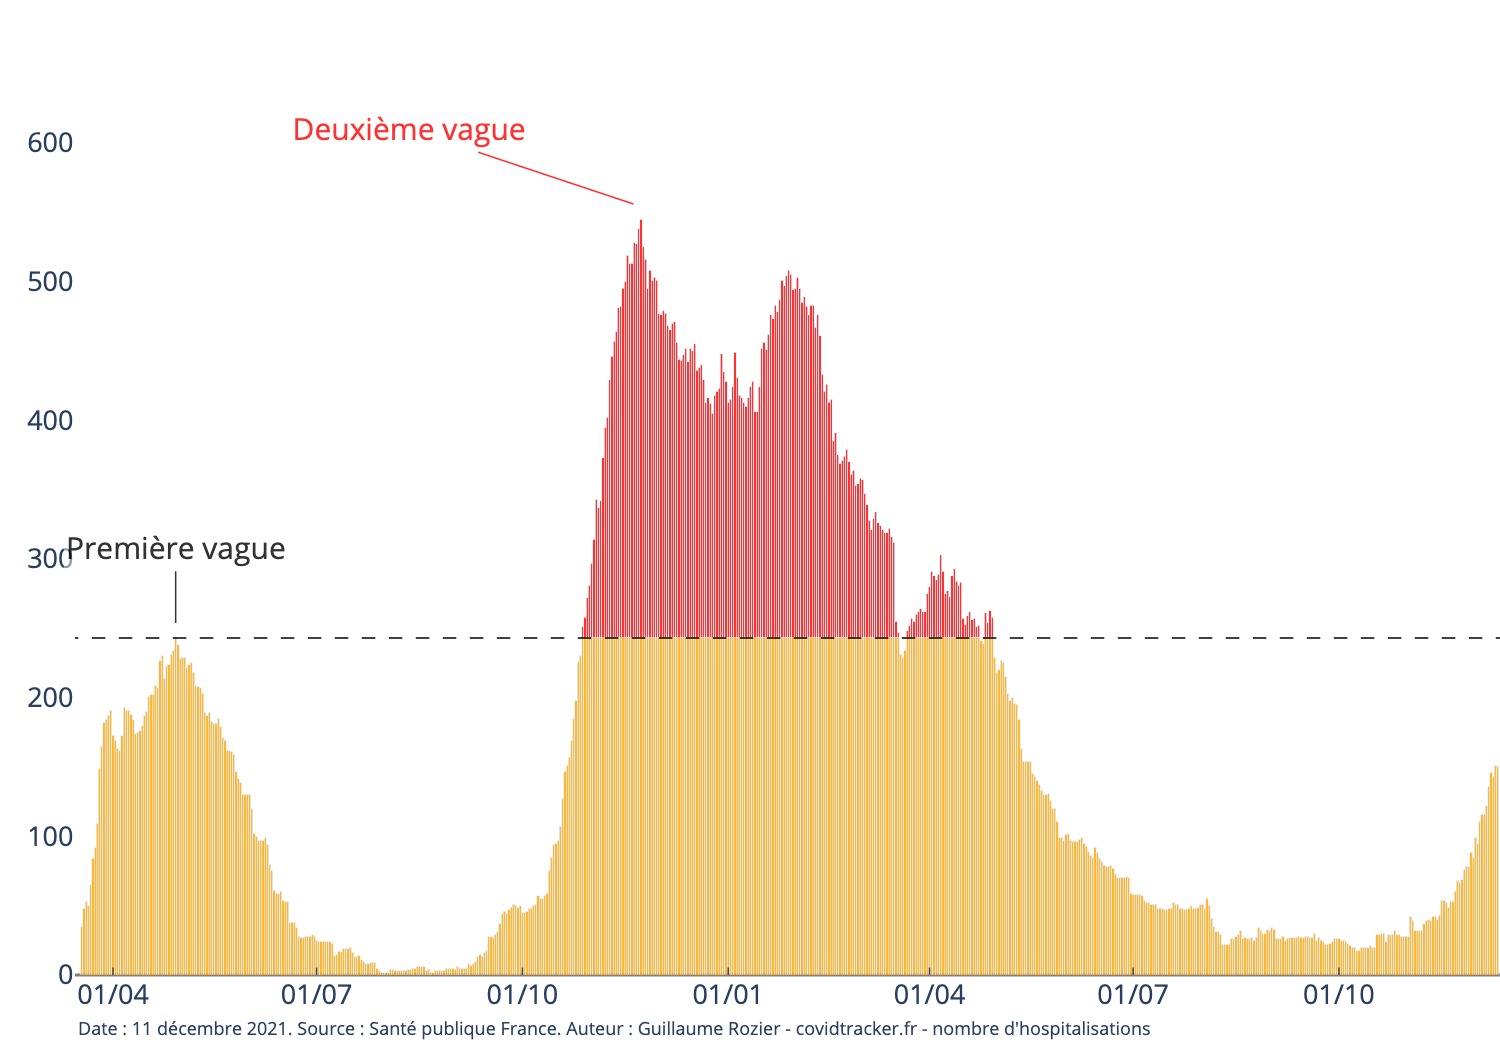 Deuxième vague
600
500
400
Première vague
300
200
100
0
01/04 01/07 01/10 01/01 01/04 01/07 01/10
Date : 11 décembre 2021. Source : Santé publique France. Auteur : Guillaume Rozier - covidtracker.fr - nombre d'hospitalisations